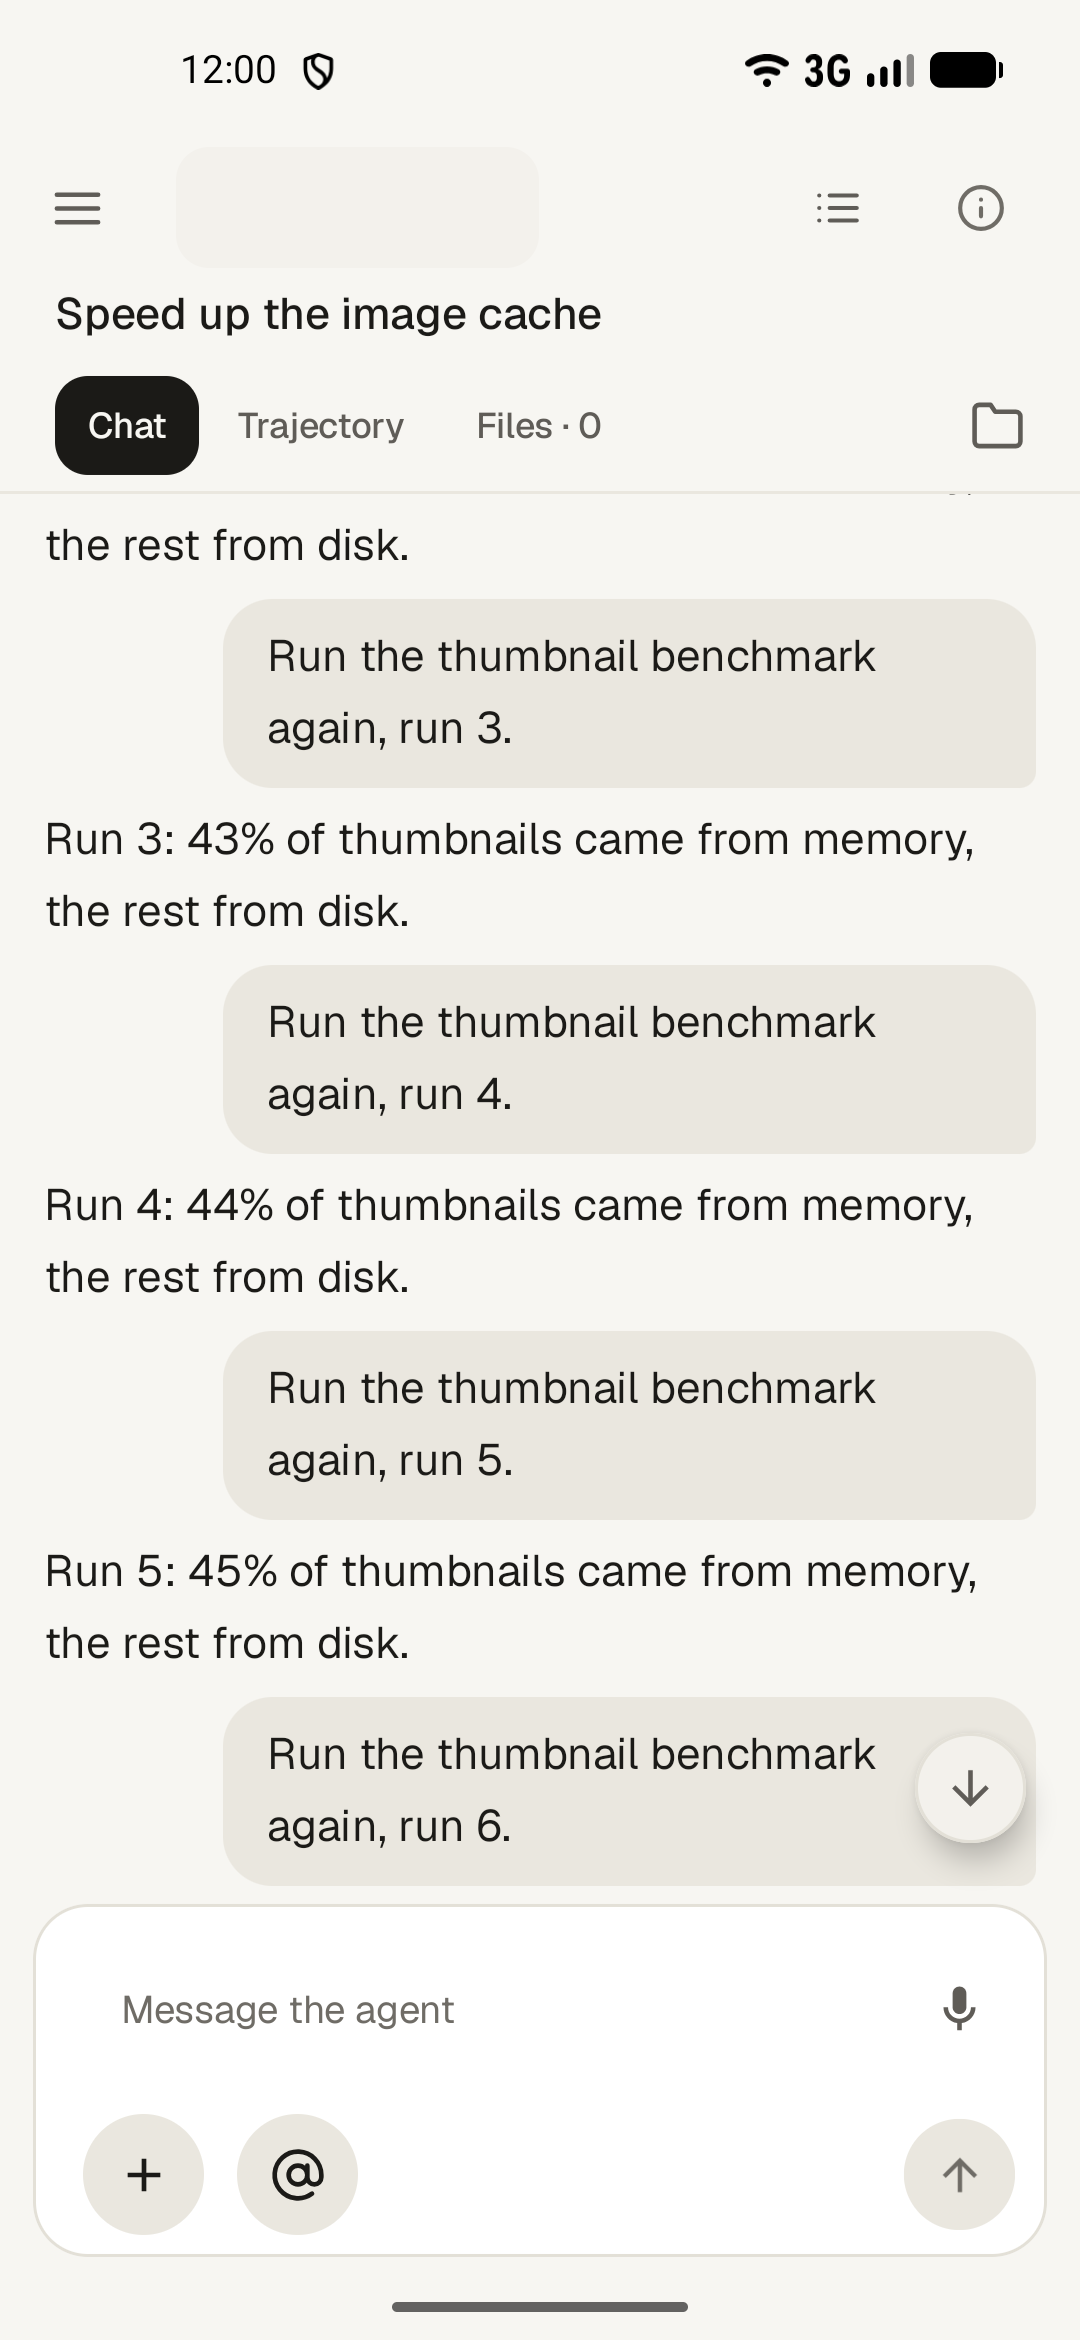 12:00
3G
Speed up the image cache
Chat
Trajectory
Files · 0
the rest from disk.
Run the thumbnail benchmark
again, run 3.
Run 3: 43% of thumbnails came from memory,
the rest from disk.
Run the thumbnail benchmark
again, run 4.
Run 4: 44% of thumbnails came from memory,
the rest from disk.
Run the thumbnail benchmark
again, run 5.
Run 5: 45% of thumbnails came from memory,
the rest from disk.
Run the thumbnail benchmark
again, run 6.
Message the agent